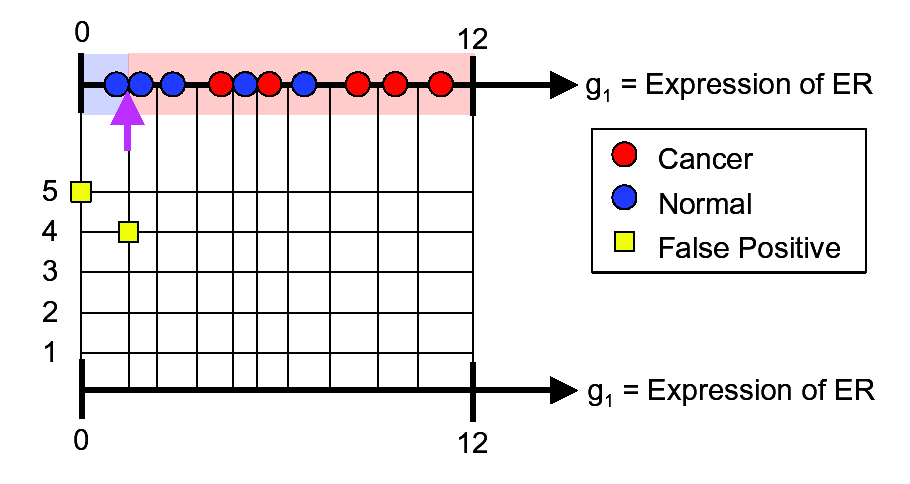 0
12
g₁ = Expression of ER
Cancer
Normal
False Positive
5
4
3
2
1
g₁ = Expression of ER
0
12